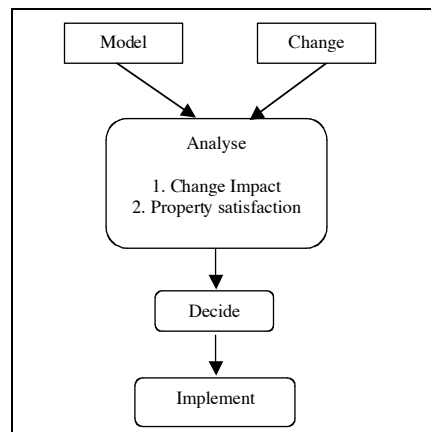 Model
Change
Analyse
1. Change Impact
2. Property satisfaction
Decide
Implement